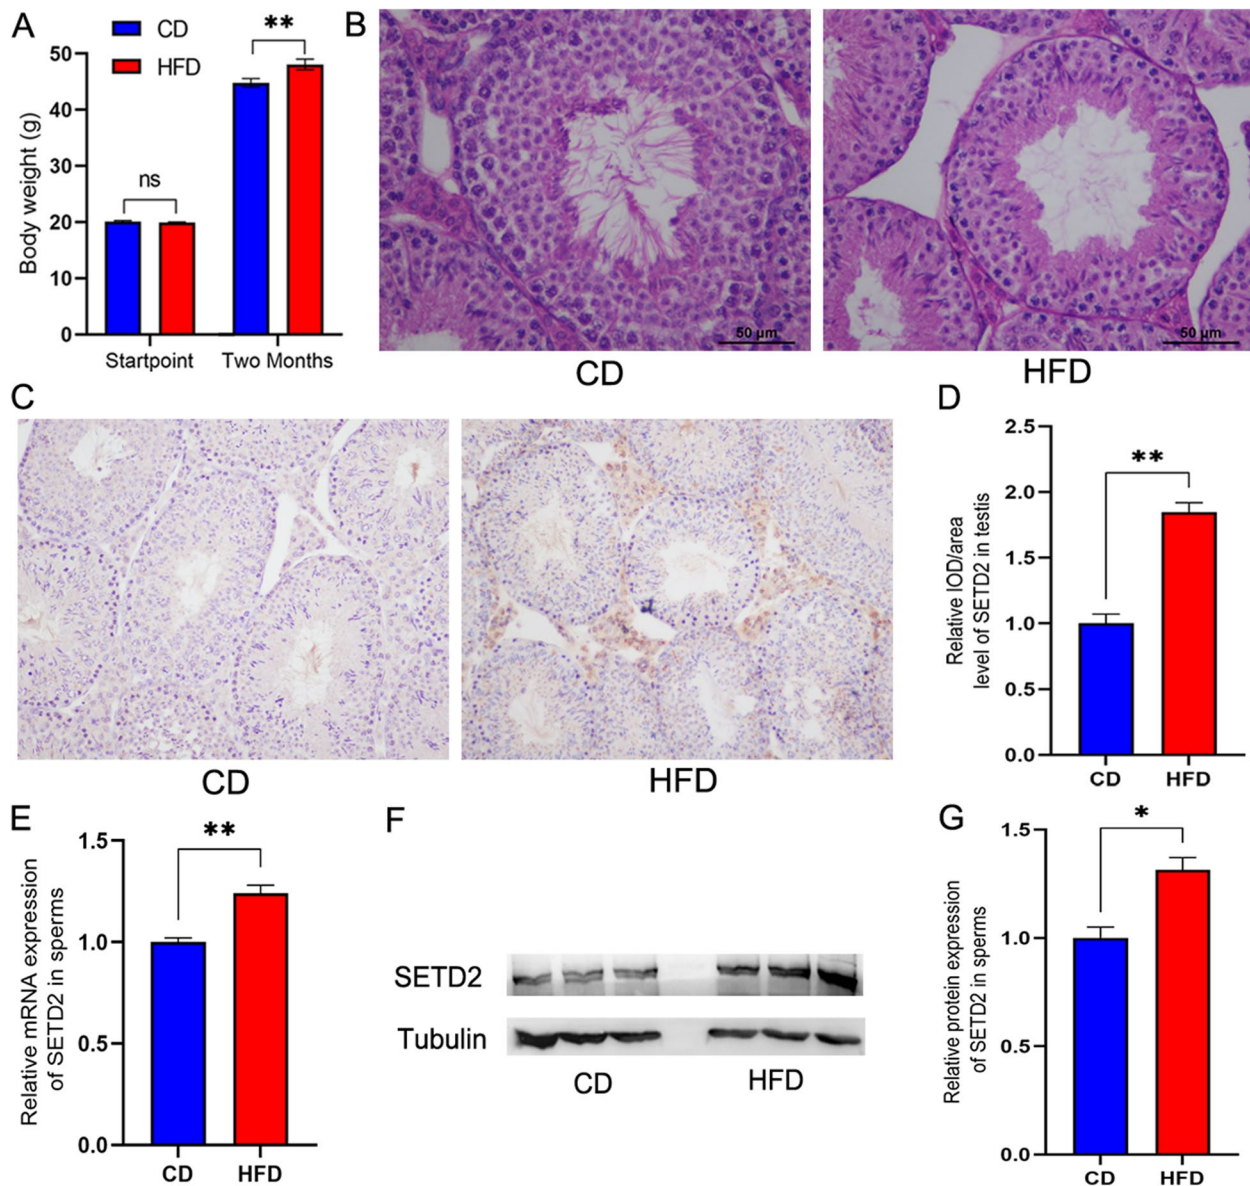 A
CD
HFD
**
ns
Body weight (g)
50
40
30
20
10
0
Startpoint
Two Months
B
50 µm
CD
50 µm
HFD
C
CD
HFD
D
Relative IOD/area
level of SETD2 in testis
2.5
2.0
1.5
1.0
0.5
0.0
**
CD
HFD
E
Relative mRNA expression
of SETD2 in sperms
1.5
1.0
0.5
0.0
**
CD
HFD
F
SETD2
Tubulin
CD
HFD
G
Relative protein expression
of SETD2 in sperms
1.5
1.0
0.5
0.0
*
CD
HFD